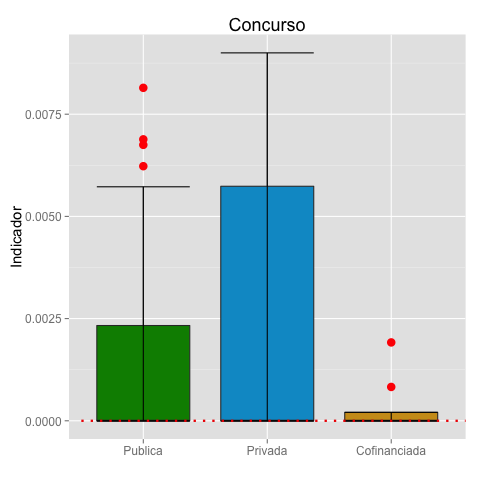 Concurso
Indicador
0.0075
0.0050
0.0025
0.0000
Publica
Privada
Cofinanciada